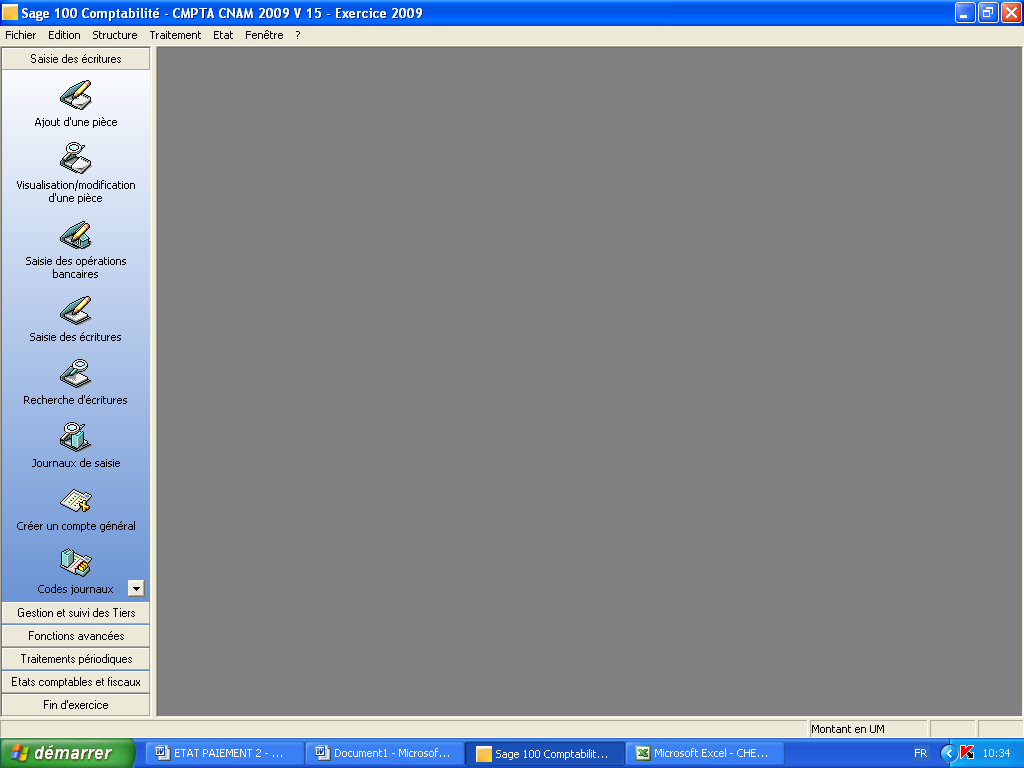 Sage 100 Comptabilité - CMPTA CNAM 2009 V 15 - Exercice 2009
Fichier Edition Structure Traitement Etat Fenêtre ?
Saisie des écritures
Ajout d'une pièce
Visualisation/modification
d'une pièce
Saisie des opérations
bancaires
Saisie des écritures
Recherche d'écritures
Journaux de saisie
Créer un compte général
Codes journaux
Gestion et suivi des Tiers
Fonctions avancées
Traitements périodiques
Etats comptables et fiscaux
Fin d'exercice
Montant en UM
démarrer ETAT PAIEMENT 2 - ... Document1 - Microsof... Sage 100 Comptabilit... Microsoft Excel - CHE... FR 10:34